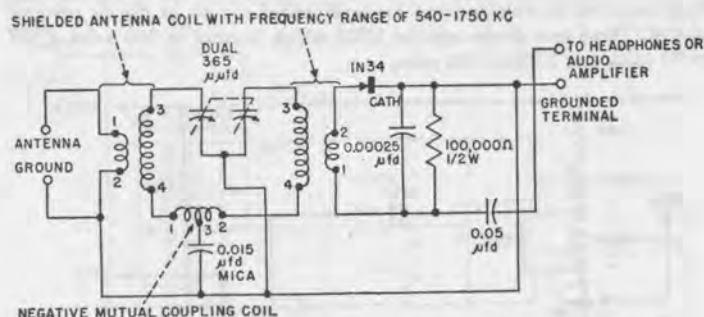 SHIELDED ANTENNA COIL WITH FREQUENCY RANGE OF 540-1750 KC
DUAL
365
μμfd
IN34
CATH
TO HEADPHONES OR
AUDIO
AMPLIFIER
GROUNDED
TERMINAL
ANTENNA
GROUND
1
2
3
4
3
4
2
1
0.00025
μfd
100,000Ω
1/2W
1
3
2
0.015
μfd
MICA
0.05
μfd
NEGATIVE MUTUAL COUPLING COIL